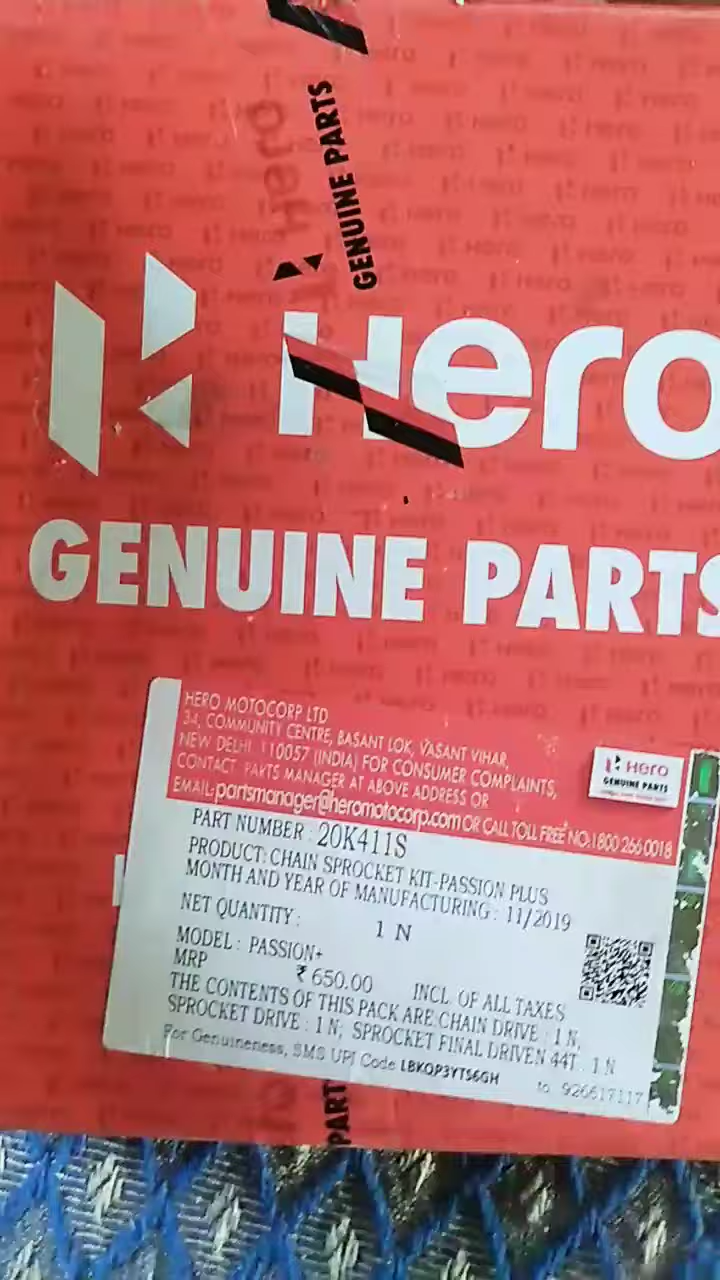 GENUINE PARTS
Hero
Hero
GENUINE PARTS
HERO MOTOCORP LTD
34, COMMUNITY CENTRE, BASANT LOK, VASANT VIHAR,
NEW DELHI 110057 (INDIA) FOR CONSUMER COMPLAINTS,
CONTACT PARTS MANAGER AT ABOVE ADDRESS OR
EMAIL:partsmanager@heromotocorp.com OR CALL TOLL FREE NO:1800 266 0018
Hero
GENUINE PARTS
PART NUMBER : 20K411S
PRODUCT: CHAIN SPROCKET KIT-PASSION PLUS
MONTH AND YEAR OF MANUFACTURING : 11/2019
NET QUANTITY : 1 N
MODEL : PASSION+
MRP ₹ 650.00 INCL. OF ALL TAXES
THE CONTENTS OF THIS PACK ARE:CHAIN DRIVE : 1 N,
SPROCKET DRIVE : 1 N; SPROCKET FINAL DRIVEN 44T : 1 N
For Genuineness, SMS UPI Code LBKQP3YTS6GH to 926617117
PART